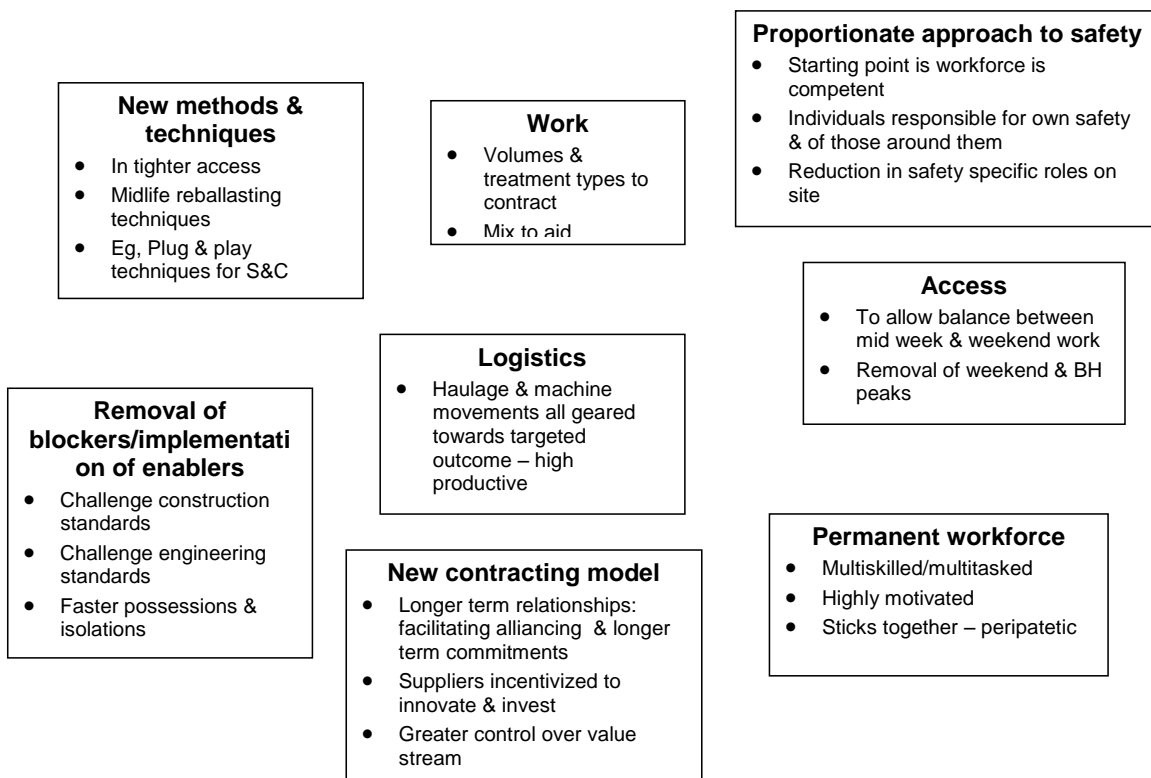 Proportionate approach to safety
• Starting point is workforce is
competent
• Individuals responsible for own safety
& of those around them
• Reduction in safety specific roles on
site
New methods &
techniques
• In tighter access
• Midlife reballasting
techniques
• Eg, Plug & play
techniques for S&C
Work
• Volumes &
treatment types to
contract
• Mix to aid
Access
• To allow balance between
mid week & weekend work
• Removal of weekend & BH
peaks
Logistics
• Haulage & machine
movements all geared
towards targeted
outcome – high
productive
Removal of
blockers/implementati
on of enablers
• Challenge construction
standards
• Challenge engineering
standards
• Faster possessions &
isolations
Permanent workforce
• Multiskilled/multitasked
• Highly motivated
• Sticks together – peripatetic
New contracting model
• Longer term relationships:
facilitating alliancing & longer
term commitments
• Suppliers incentivized to
innovate & invest
• Greater control over value
stream